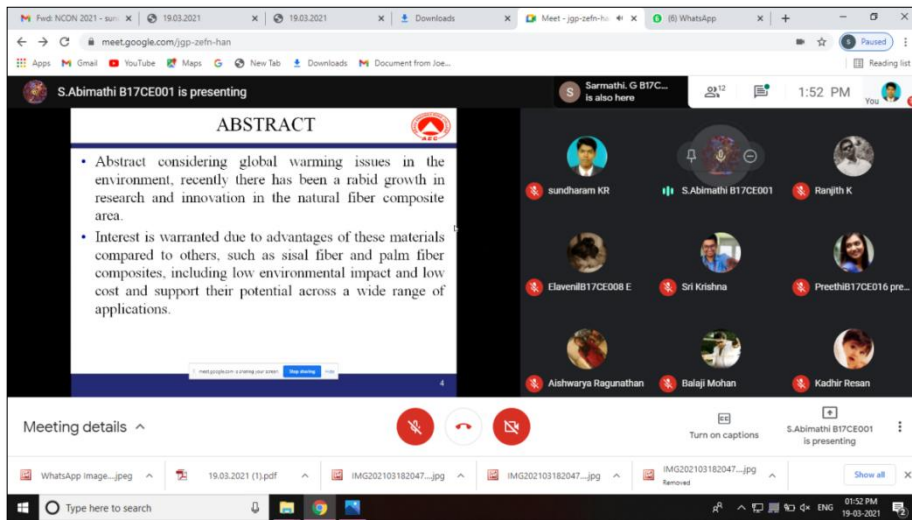 Fwd: NCON 2021 - sun
19.03.2021
19.03.2021
Downloads
Meet - jgp-zefn-ha
(6) WhatsApp
meet.google.com/jgp-zefn-han
Paused
Apps
Gmail
YouTube
Maps
New Tab
Downloads
Document from Joe...
Reading list
S.Abimathi B17CE001 is presenting
S
Sarmathi. G B17C...
is also here
12
1:52 PM
You
ABSTRACT
AEC
• Abstract considering global warming issues in the
environment, recently there has been a rabid growth in
research and innovation in the natural fiber composite
area.
• Interest is warranted due to advantages of these materials
compared to others, such as sisal fiber and palm fiber
composites, including low environmental impact and low
cost and support their potential across a wide range of
applications.
meet.google.com is sharing your screen.
Stop sharing
Hide
4
sundharam KR
S.Abimathi B17CE001
Ranjith K
ElavenilB17CE008 E
Sri Krishna
PreethiB17CE016 pre...
Aishwarya Ragunathan
Balaji Mohan
Kadhir Resan
Meeting details
Turn on captions
S.Abimathi B17CE001
is presenting
WhatsApp Image....jpeg
19.03.2021 (1).pdf
IMG202103182047....jpg
IMG202103182047....jpg
IMG202103182047....jpg
Removed
Show all
Type here to search
ENG
01:52 PM
19-03-2021
2